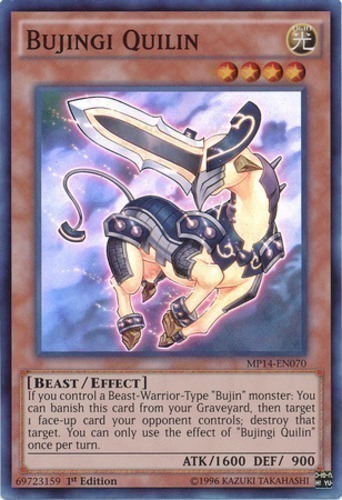 Bujingi Quilin
光
MP14-EN070
[Beast / Effect]
If you control a Beast-Warrior-Type "Bujin" monster: You
can banish this card from your Graveyard, then target
1 face-up card your opponent controls; destroy that
target. You can only use the effect of "Bujingi Quilin"
once per turn.
ATK/1600 DEF/ 900
69723159 1st Edition ©1996 KAZUKI TAKAHASHI